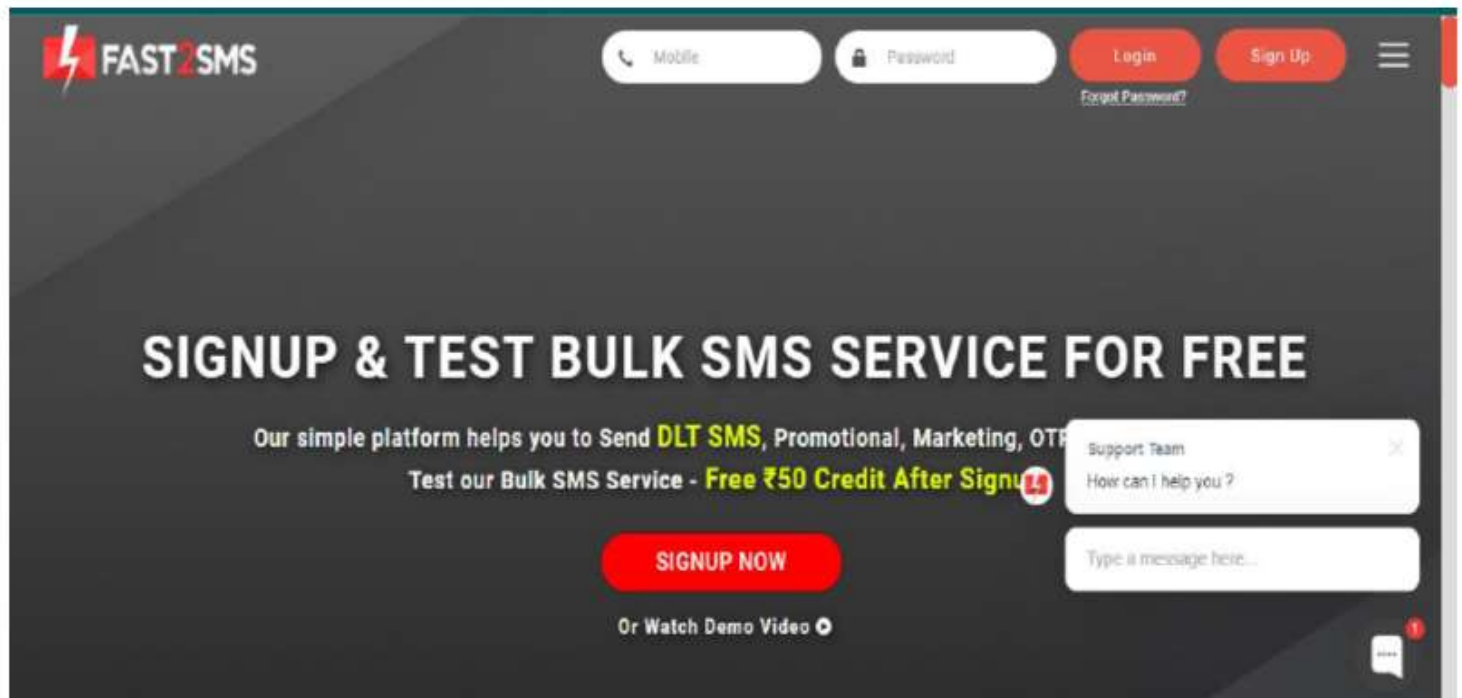 FAST2SMS
Mobile
Password
Login
Sign Up
Forgot Password?
SIGNUP & TEST BULK SMS SERVICE FOR FREE
Our simple platform helps you to Send DLT SMS, Promotional, Marketing,
Test our Bulk SMS Service - Free ₹50 Credit After
SIGNUP NOW
Or Watch Demo Video
Support Team
How can I help you ?
Type a message here...
1